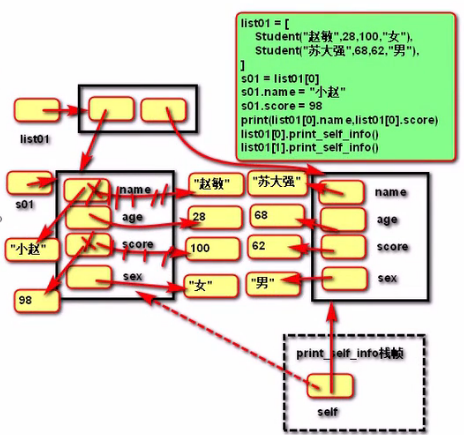 list01 = [
Student("赵敏",28,100,"女"),
Student("苏大强",68,62,"男"),
]
s01 = list01[0]
s01.name = "小赵"
s01.score = 98
print(list01[0].name,list01[0].score)
list01[0].print_self_info()
list01[1].print_self_info()
list01
s01
name
"赵敏"
"苏大强"
name
age
28
68
age
"小赵"
score
100
62
score
sex
"女"
"男"
sex
98
print_self_info栈帧
self